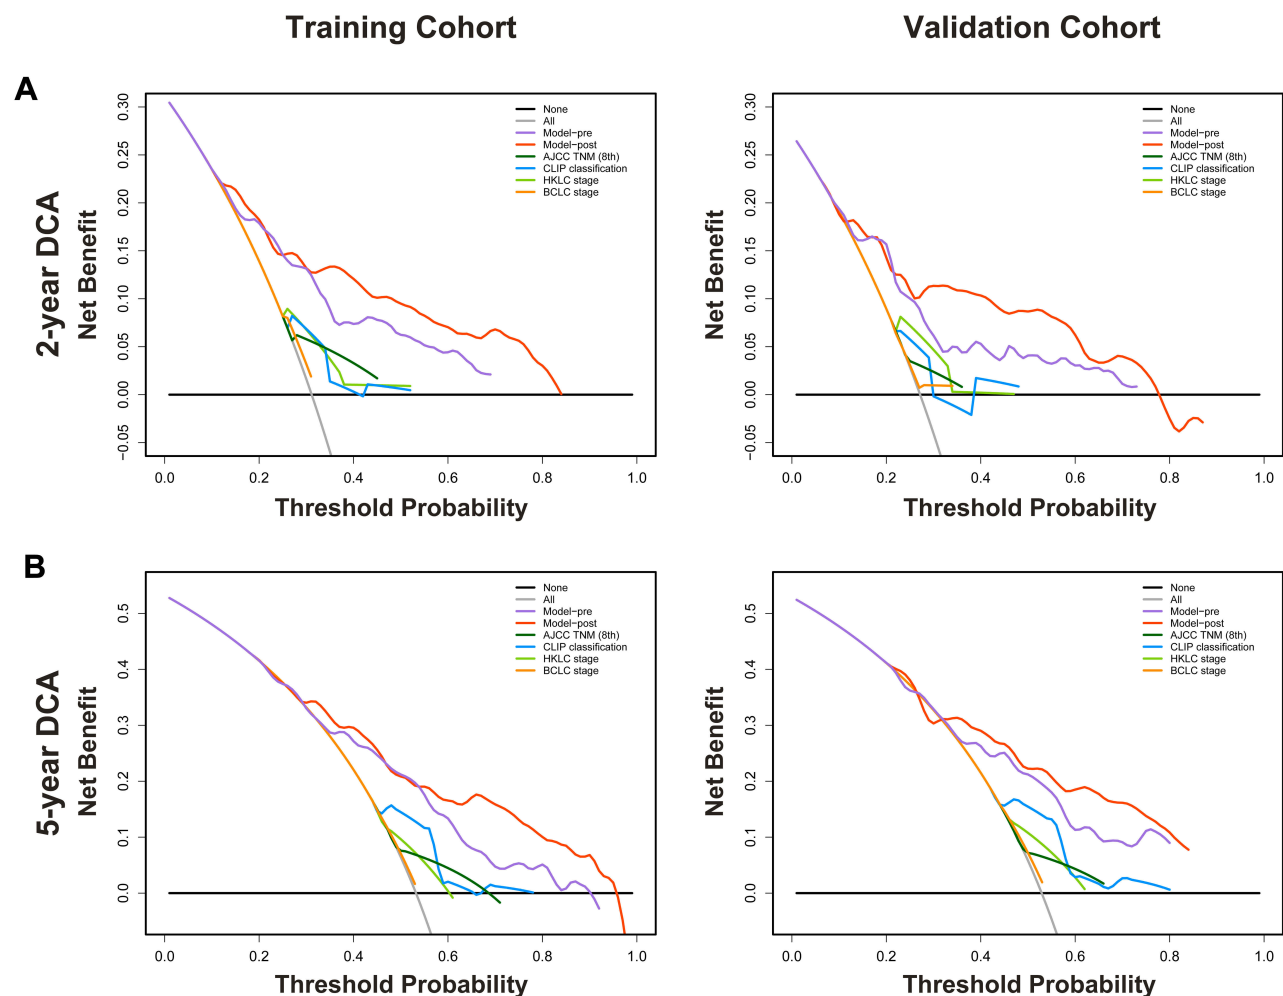 Training Cohort
Validation Cohort
A
2-year DCA
Net Benefit
0.30
0.25
0.20
0.15
0.10
0.05
0.00
−0.05
None
All
Model−pre
Model−post
AJCC TNM (8th)
CLIP classification
HKLC stage
BCLC stage
0.0 0.2 0.4 0.6 0.8 1.0
Threshold Probability
Net Benefit
0.30
0.25
0.20
0.15
0.10
0.05
0.00
−0.05
None
All
Model−pre
Model−post
AJCC TNM (8th)
CLIP classification
HKLC stage
BCLC stage
0.0 0.2 0.4 0.6 0.8 1.0
Threshold Probability
B
5-year DCA
Net Benefit
0.5
0.4
0.3
0.2
0.1
0.0
None
All
Model−pre
Model−post
AJCC TNM (8th)
CLIP classification
HKLC stage
BCLC stage
0.0 0.2 0.4 0.6 0.8 1.0
Threshold Probability
Net Benefit
0.5
0.4
0.3
0.2
0.1
0.0
None
All
Model−pre
Model−post
AJCC TNM (8th)
CLIP classification
HKLC stage
BCLC stage
0.0 0.2 0.4 0.6 0.8 1.0
Threshold Probability